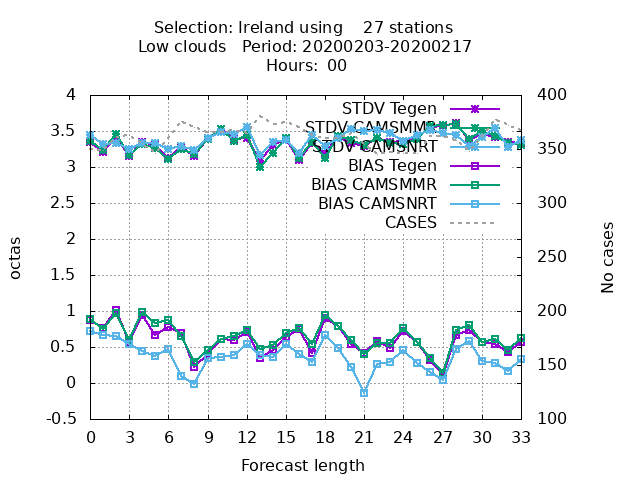 Selection: Ireland using    27 stations
Low clouds   Period: 20200203-20200217
Hours:  00
4
3.5
3
2.5
2
1.5
1
0.5
0
-0.5
octas
400
350
300
250
200
150
100
No cases
STDV Tegen
STDV CAMSMMR
STDV CAMSNRT
BIAS Tegen
BIAS CAMSMMR
BIAS CAMSNRT
CASES
0 3 6 9 12 15 18 21 24 27 30 33
Forecast length